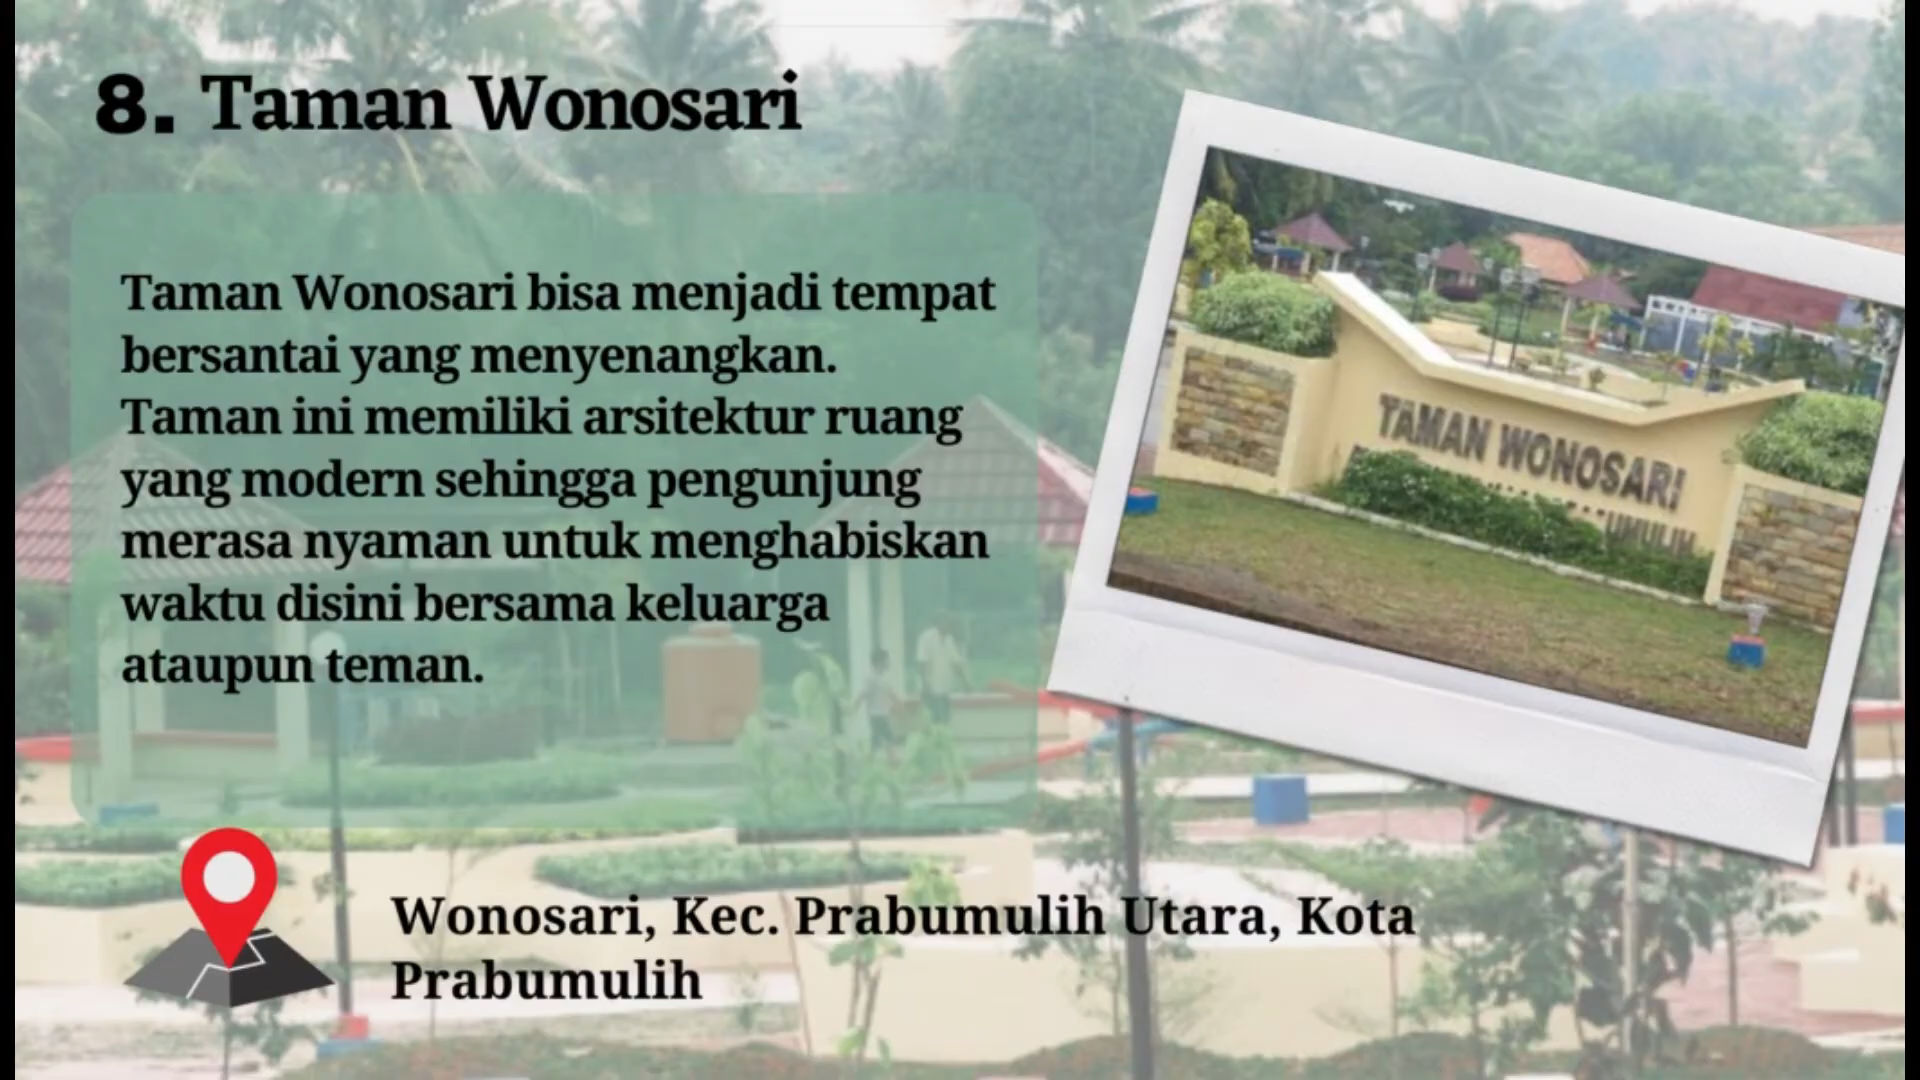 8. Taman Wonosari
Taman Wonosari bisa menjadi tempat
bersantai yang menyenangkan.
Taman ini memiliki arsitektur ruang
yang modern sehingga pengunjung
merasa nyaman untuk menghabiskan
waktu disini bersama keluarga
ataupun teman.
TAMAN WONOSARI
Wonosari, Kec. Prabumulih Utara, Kota
Prabumulih